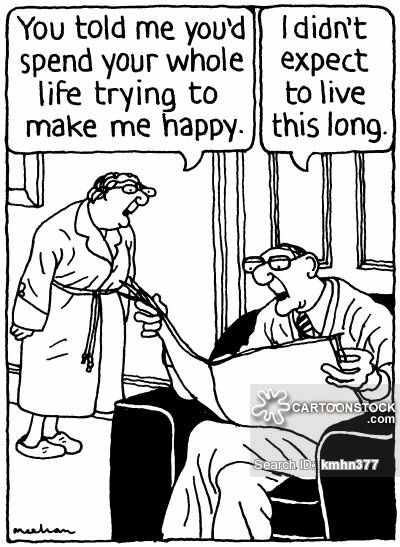 You told me you'd
spend your whole
life trying to
make me happy.
I didn't
expect
to live
this long.
CARTOONSTOCK
.com
Search ID: kmhn377
meehan